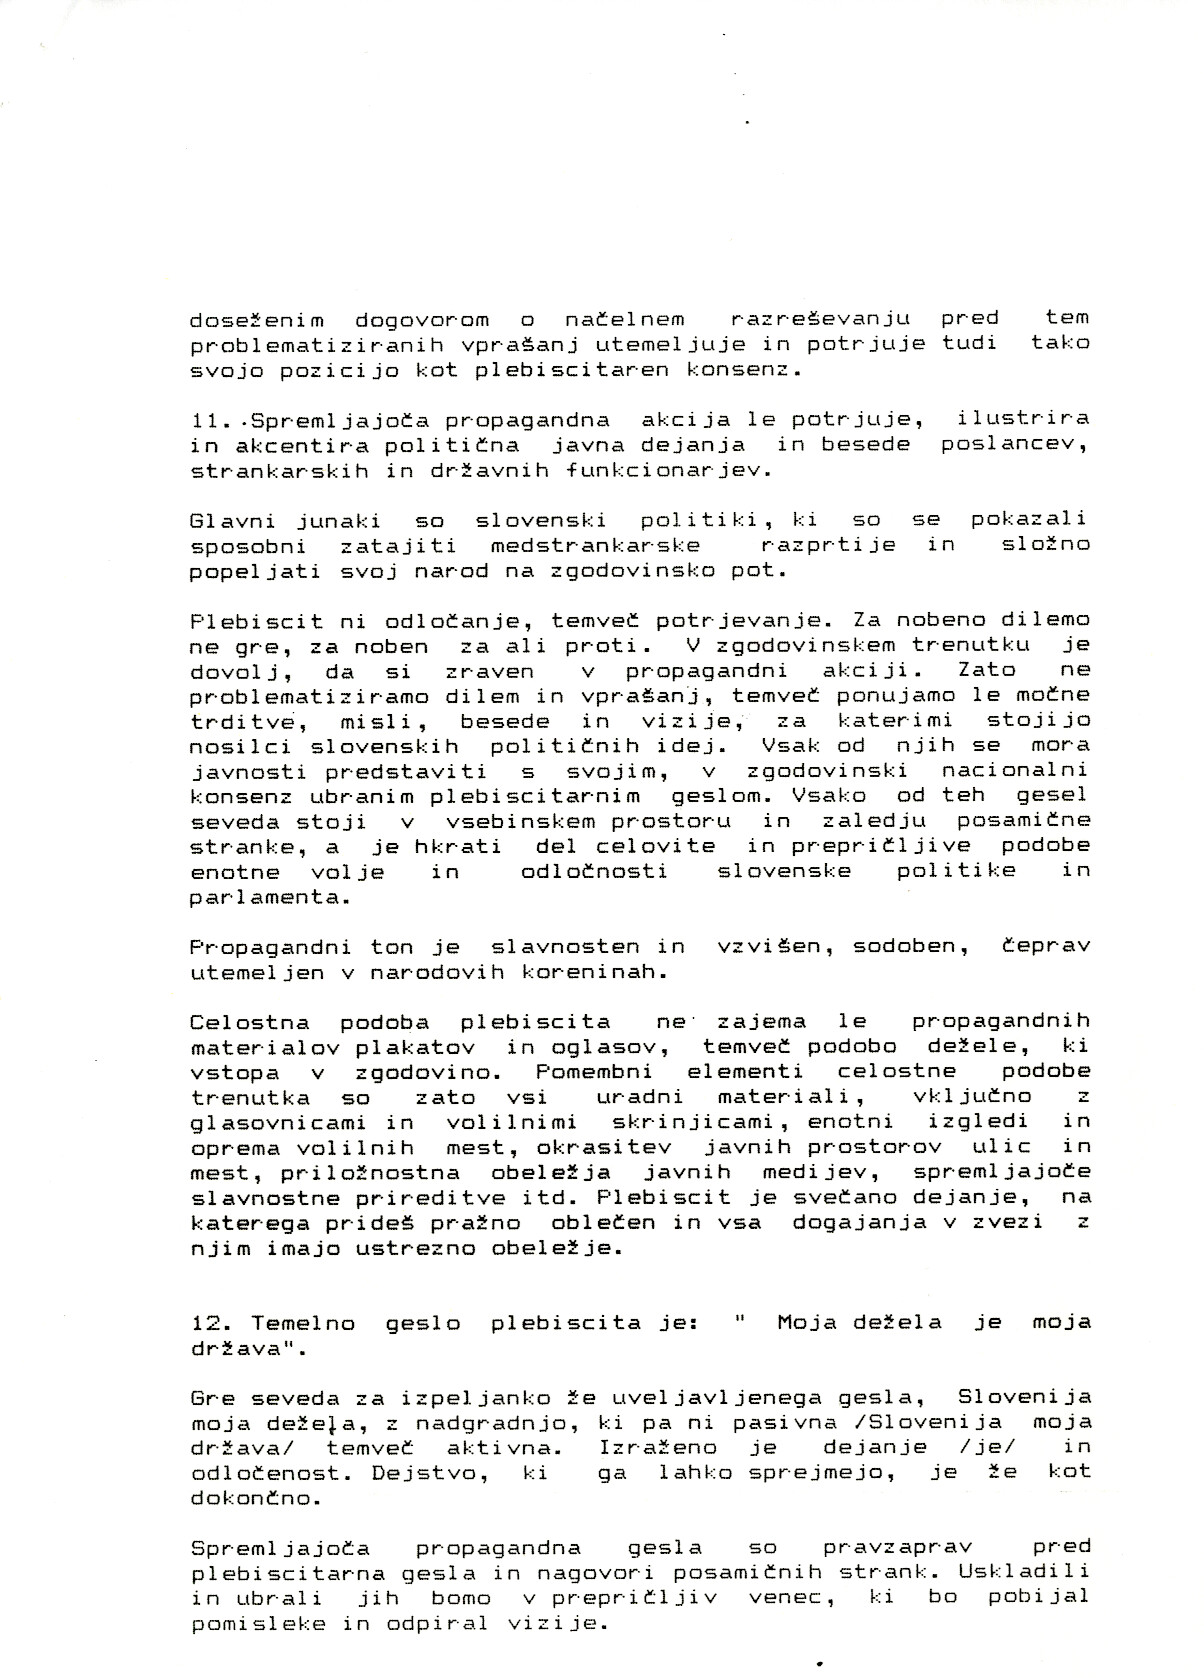 doseženim dogovorom o načelnem razreševanju pred tem
problematiziranih vprašanj utemeljuje in potrjuje tudi tako
svojo pozicijo kot plebiscitaren konsenz.
11. Spremljajoča propagandna akcija le potrjuje, ilustrira
in akcentira politična javna dejanja in besede poslancev,
strankarskih in državnih funkcionarjev.
Glavni junaki so slovenski politiki, ki so se pokazali
sposobni zatajiti medstrankarske razprtije in složno
popeljati svoj narod na zgodovinsko pot.
Plebiscit ni odločanje, temveč potrjevanje. Za nobeno dilemo
ne gre, za noben za ali proti. V zgodovinskem trenutku je
dovolj, da si zraven v propagandni akciji. Zato ne
problematiziramo dilem in vprašanj, temveč ponujamo le močne
trditve, misli, besede in vizije, za katerimi stojijo
nosilci slovenskih političnih idej. Vsak od njih se mora
javnosti predstaviti s svojim, v zgodovinski nacionalni
konsenz ubranim plebiscitarnim geslom. Vsako od teh gesel
seveda stoji v vsebinskem prostoru in zaledju posamične
stranke, a je hkrati del celovite in prepričljive podobe
enotne volje in odločnosti slovenske politike in
parlamenta.
Propagandni ton je slavnosten in vzvišen, sodoben, čeprav
utemeljen v narodovih koreninah.
Celostna podoba plebiscita ne zajema le propagandnih
materialov plakatov in oglasov, temveč podobo dežele, ki
vstopa v zgodovino. Pomembni elementi celostne podobe
trenutka so zato vsi uradni materiali, vključno z
glasovnicami in volilnimi skrinjicami, enotni izgledi in
oprema volilnih mest, okrasitev javnih prostorov ulic in
mest, priložnostna obeležja javnih medijev, spremljajoče
slavnostne prireditve itd. Plebiscit je svečano dejanje, na
katerega prideš pražno oblečen in vsa dogajanja v zvezi z
njim imajo ustrezno obeležje.
12. Temelno geslo plebiscita je: " Moja dežela je moja
država".
Gre seveda za izpeljanko že uveljavljenega gesla, Slovenija
moja dežela, z nadgradnjo, ki pa ni pasivna /Slovenija moja
država/ temveč aktivna. Izraženo je dejanje /je/ in
odločenost. Dejstvo, ki ga lahko sprejmejo, je že kot
dokončno.
Spremljajoča propagandna gesla so pravzaprav pred
plebiscitarna gesla in nagovori posamičnih strank. Uskladili
in ubrali jih bomo v prepričljiv venec, ki bo pobijal
pomisleke in odpiral vizije.